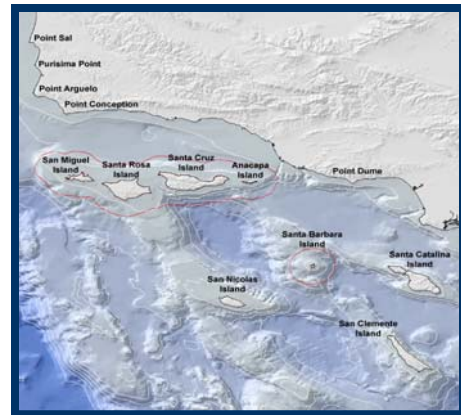 Point Sal
Purisima Point
Point Arguello
Point Conception
San Miguel
Island
Santa Rosa
Island
Santa Cruz
Island
Anacapa
Island
Point Dume
Santa Barbara
Island
Santa Catalina
Island
San Nicolas
Island
San Clemente
Island